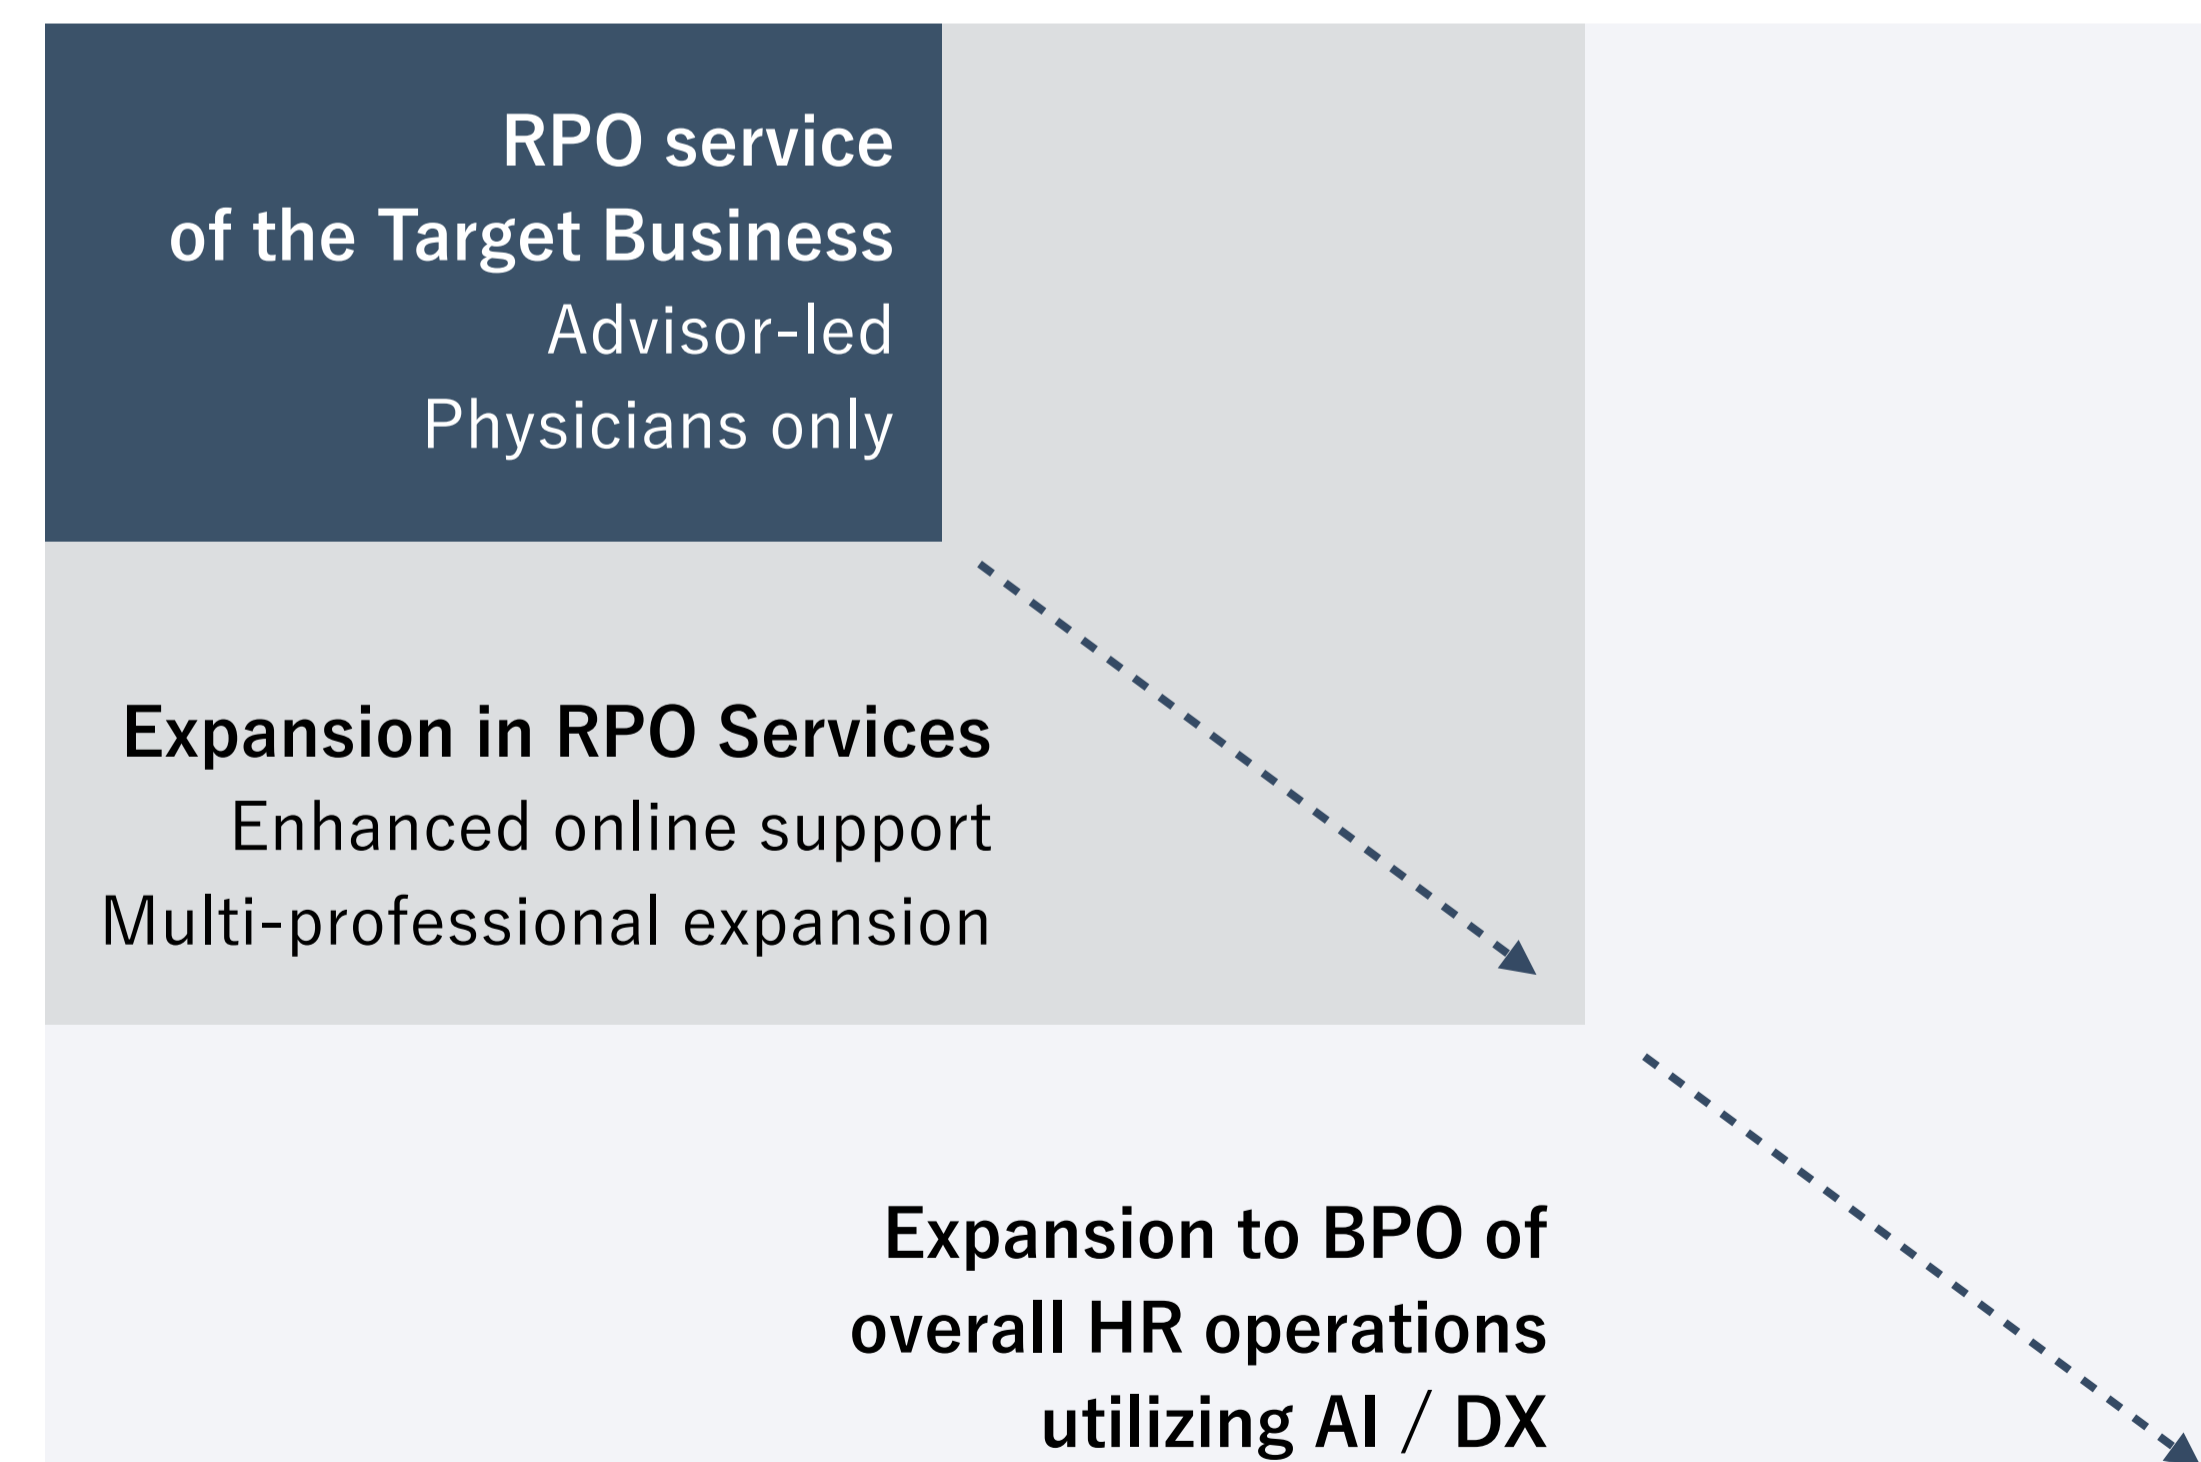 RPO service
of the Target Business
Advisor-led
Physicians only
Expansion in RPO Services
Enhanced online support
Multi-professional expansion
Expansion to BPO of
overall HR operations
utilizing AI / DX